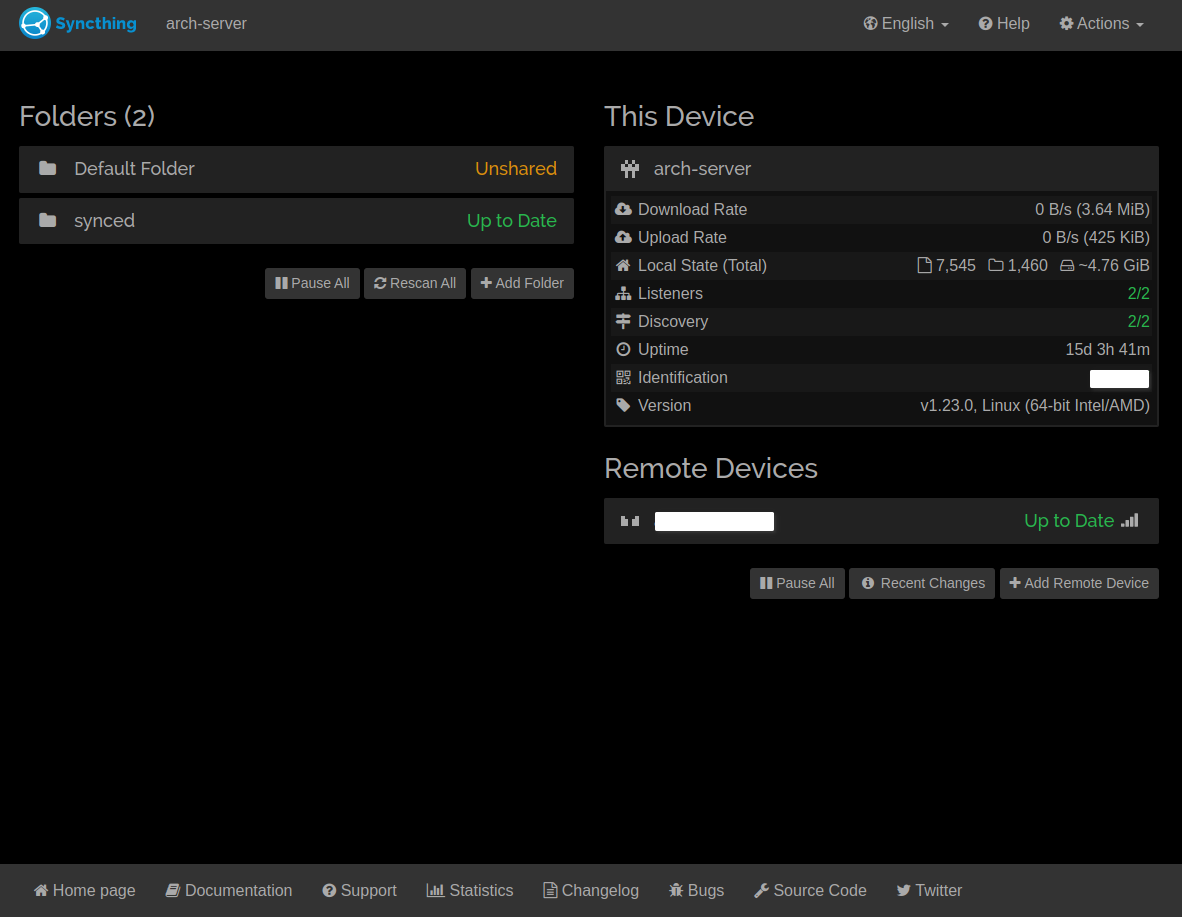 Syncthing arch-server English Help Actions
Folders (2)
Default Folder Unshared
synced Up to Date
Pause All Rescan All Add Folder
This Device
arch-server
Download Rate 0 B/s (3.64 MiB)
Upload Rate 0 B/s (425 KiB)
Local State (Total) 7,545 1,460 ~4.76 GiB
Listeners 2/2
Discovery 2/2
Uptime 15d 3h 41m
Identification
Version v1.23.0, Linux (64-bit Intel/AMD)
Remote Devices
Up to Date
Pause All Recent Changes Add Remote Device
Home page Documentation Support Statistics Changelog Bugs Source Code Twitter